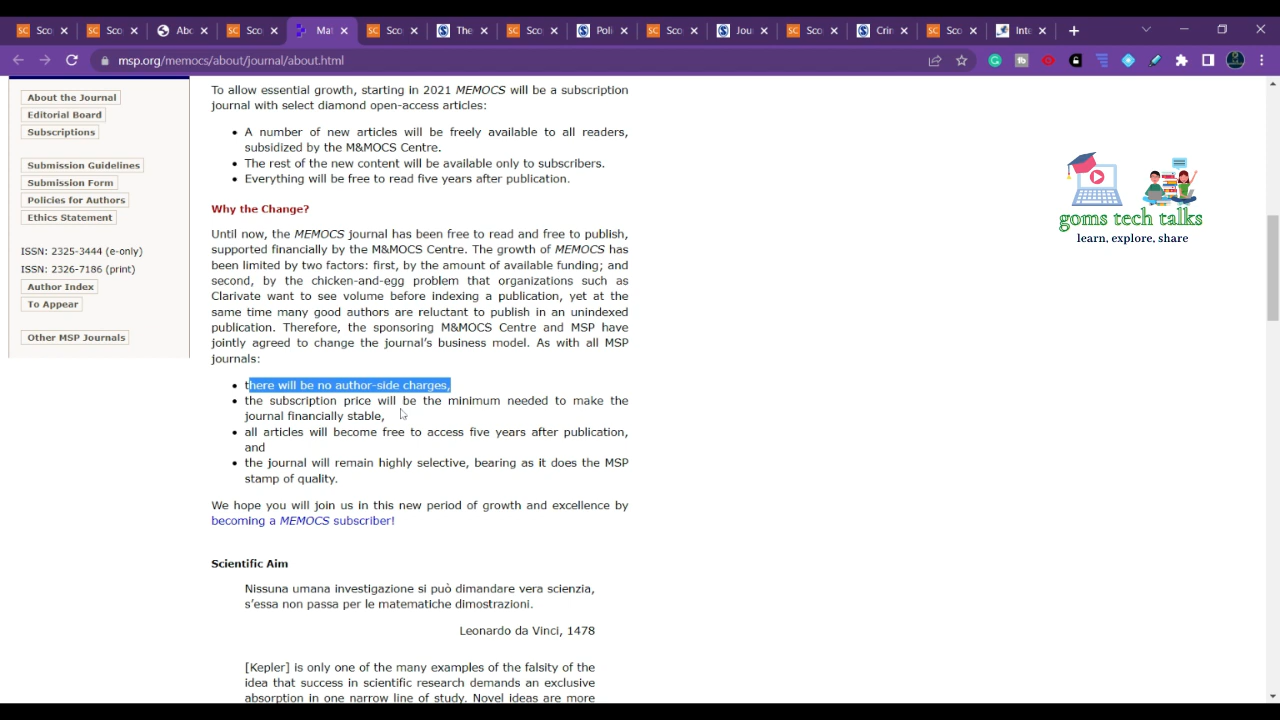 Sco
Sco
Abo
Sco
Mat
Sco
The
Sco
Poli
Sco
Jou
Sco
Crin
Sco
Inte
msp.org/memocs/about/journal/about.html
About the Journal
Editorial Board
Subscriptions
Submission Guidelines
Submission Form
Policies for Authors
Ethics Statement
ISSN: 2325-3444 (e-only)
ISSN: 2326-7186 (print)
Author Index
To Appear
Other MSP Journals
To allow essential growth, starting in 2021 MEMOCS will be a subscription
journal with select diamond open-access articles:
• A number of new articles will be freely available to all readers,
subsidized by the M&MOCS Centre.
• The rest of the new content will be available only to subscribers.
• Everything will be free to read five years after publication.
Why the Change?
Until now, the MEMOCS journal has been free to read and free to publish,
supported financially by the M&MOCS Centre. The growth of MEMOCS has
been limited by two factors: first, by the amount of available funding; and
second, by the chicken-and-egg problem that organizations such as
Clarivate want to see volume before indexing a publication, yet at the
same time many good authors are reluctant to publish in an unindexed
publication. Therefore, the sponsoring M&MOCS Centre and MSP have
jointly agreed to change the journal's business model. As with all MSP
journals:
• there will be no author-side charges,
• the subscription price will be the minimum needed to make the
journal financially stable,
• all articles will become free to access five years after publication,
and
• the journal will remain highly selective, bearing as it does the MSP
stamp of quality.
We hope you will join us in this new period of growth and excellence by
becoming a MEMOCS subscriber!
Scientific Aim
Nissuna umana investigazione si può dimandare vera scienzia,
s'essa non passa per le matematiche dimostrazioni.
Leonardo da Vinci, 1478
[Kepler] is only one of the many examples of the falsity of the
idea that success in scientific research demands an exclusive
absorption in one narrow line of study. Novel ideas are more
goms tech talks
learn, explore, share